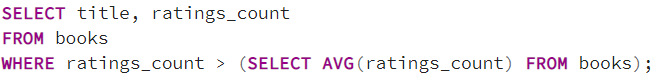 SELECT title, ratings_count
FROM books
WHERE ratings_count > (SELECT AVG(ratings_count) FROM books);